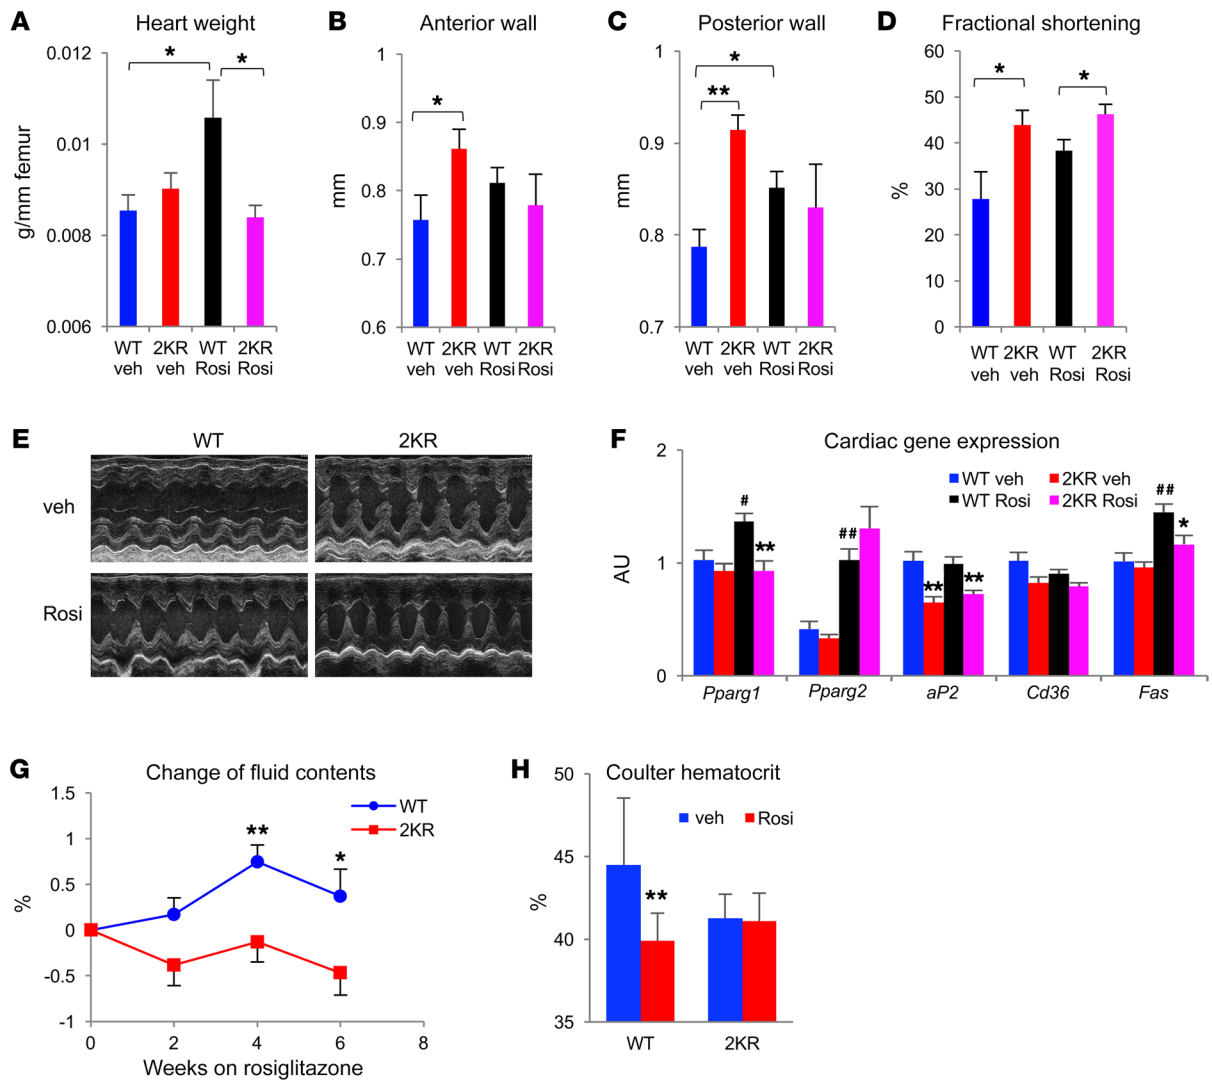 A Heart weight
0.012
0.01
0.008
0.006
g/mm femur
* *
WT veh
2KR veh
WT Rosi
2KR Rosi
B Anterior wall
1
0.9
0.8
0.7
0.6
mm
*
WT veh
2KR veh
WT Rosi
2KR Rosi
C Posterior wall
1
0.9
0.8
0.7
mm
*
**
WT veh
2KR veh
WT Rosi
2KR Rosi
D Fractional shortening
60
50
40
30
20
10
0
%
* *
WT veh
2KR veh
WT Rosi
2KR Rosi
E
WT 2KR
veh
Rosi
F Cardiac gene expression
2
1
0
AU
WT veh 2KR veh
WT Rosi 2KR Rosi
# ** ## ** ** ## *
Pparg1 Pparg2 aP2 Cd36 Fas
G Change of fluid contents
1.5
1
0.5
0
-0.5
-1
%
WT
2KR
** *
0 2 4 6 8
Weeks on rosiglitazone
H Coulter hematocrit
50
45
40
35
%
veh Rosi
**
WT 2KR